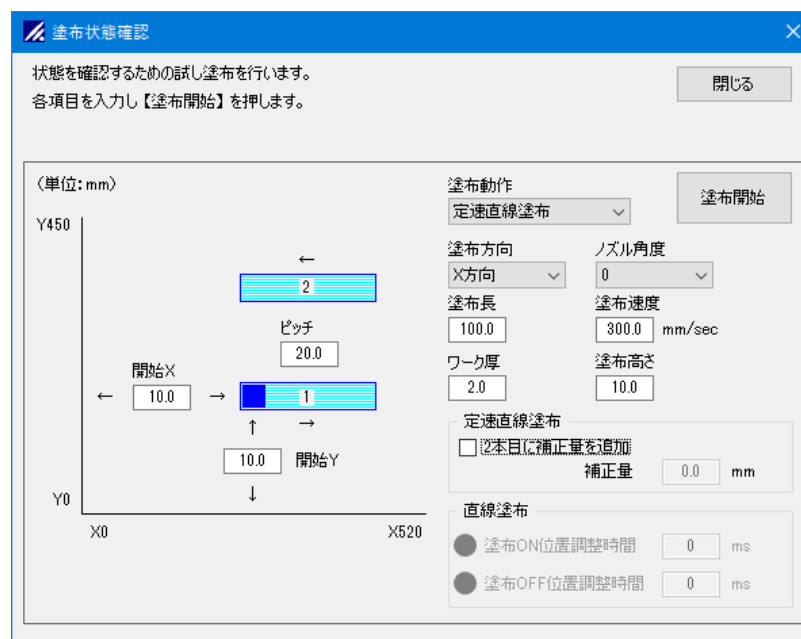 塗布状態確認
状態を確認するための試し塗布を行います。
各項目を入力し【塗布開始】を押します。
閉じる
(単位:mm)
Y450
←
2
ピッチ
20.0
開始X
← 10.0 →
1
↑ →
10.0 開始Y
↓
Y0
X0 X520
塗布動作
定速直線塗布
塗布開始
塗布方向 ノズル角度
X方向 0
塗布長 塗布速度
100.0 300.0 mm/sec
ワーク厚 塗布高さ
2.0 10.0
定速直線塗布
2本目に補正量を追加
補正量 0.0 mm
直線塗布
塗布ON位置調整時間 0 ms
塗布OFF位置調整時間 0 ms